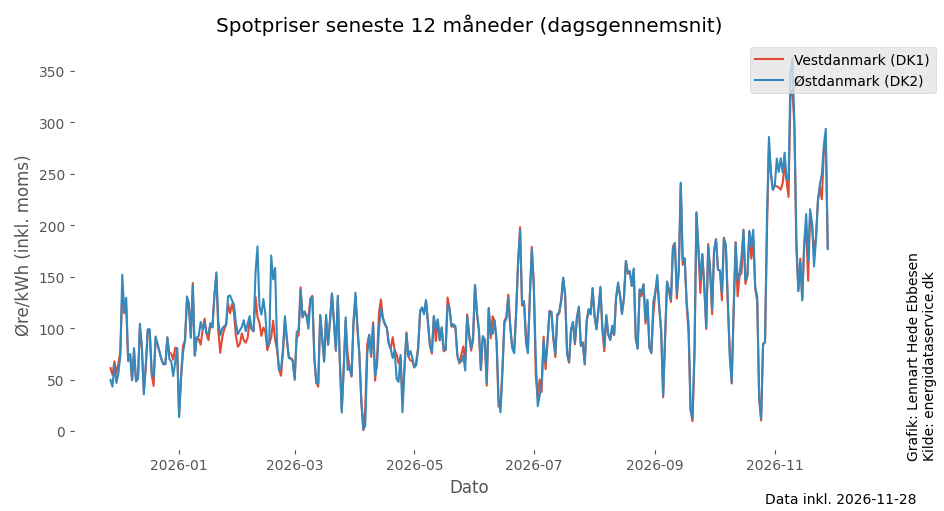 Spotpriser seneste 12 måneder (dagsgennemsnit)
Vestdanmark (DK1)
Østdanmark (DK2)
Øre/kWh (inkl. moms)
350
300
250
200
150
100
50
0
2026-01
2026-03
2026-05
2026-07
2026-09
2026-11
Dato
Grafik: Lennart Hede Ebbesen
Kilde: energidataservice.dk
Data inkl. 2026-11-28